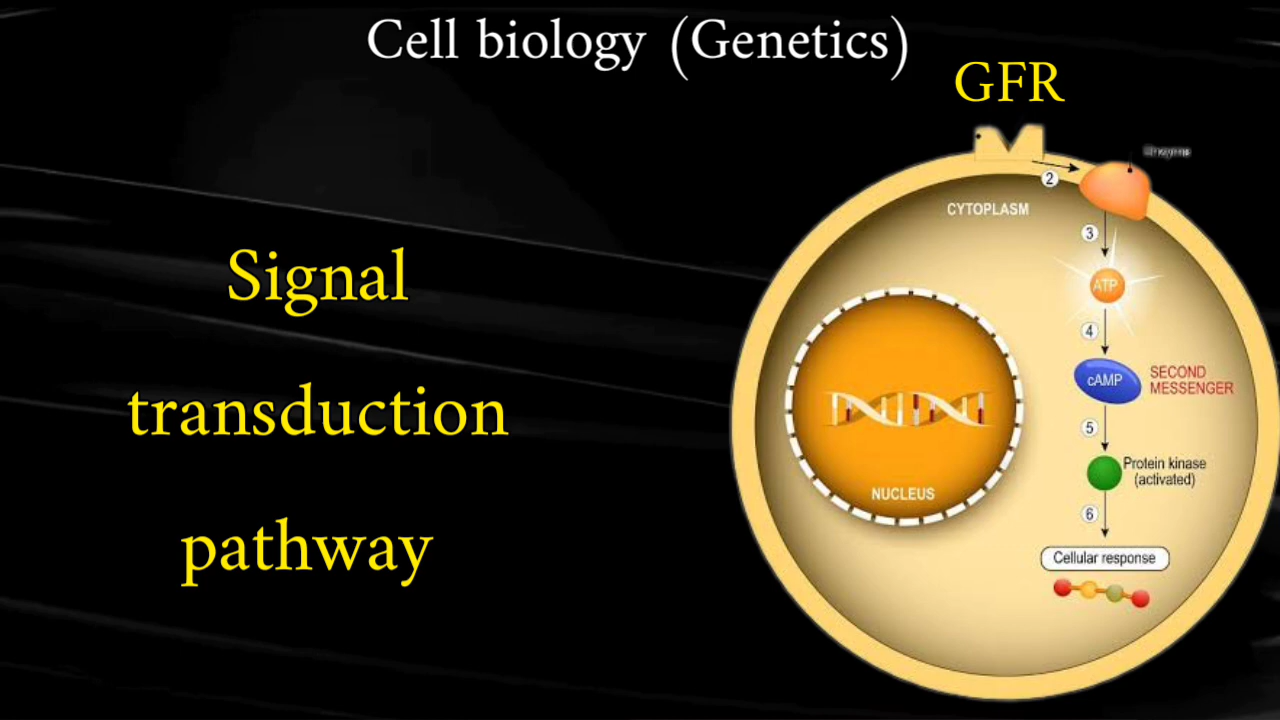 Cell biology (Genetics)
GFR
Enzyme
2
CYTOPLASM
3
Signal
ATP
4
transduction
cAMP
SECOND
MESSENGER
5
Protein kinase
(activated)
NUCLEUS
6
pathway
Cellular response